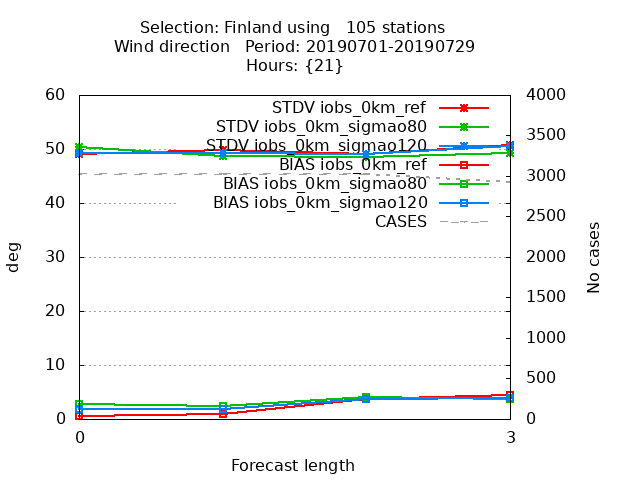 Selection: Finland using   105 stations
Wind direction   Period: 20190701-20190729
Hours: {21}
60
50
40
30
20
10
0
deg
4000
3500
3000
2500
2000
1500
1000
500
0
No cases
STDV iobs_0km_ref
STDV iobs_0km_sigmao80
STDV iobs_0km_sigmao120
BIAS iobs_0km_ref
BIAS iobs_0km_sigmao80
BIAS iobs_0km_sigmao120
CASES
0
3
Forecast length